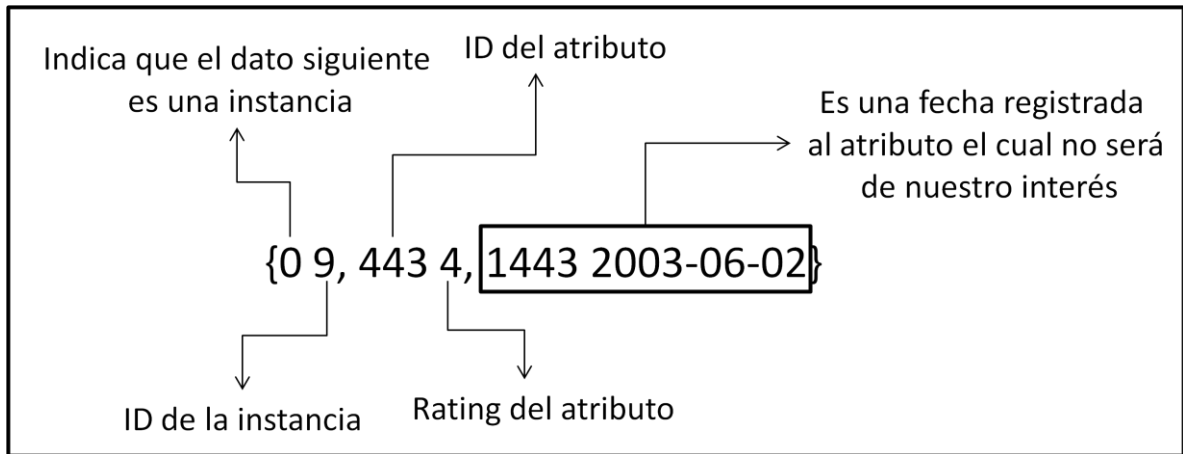 Indica que el dato siguiente
es una instancia
ID del atributo
Es una fecha registrada
al atributo el cual no será
de nuestro interés
{0 9, 443 4, 1443 2003-06-02}
ID de la instancia
Rating del atributo